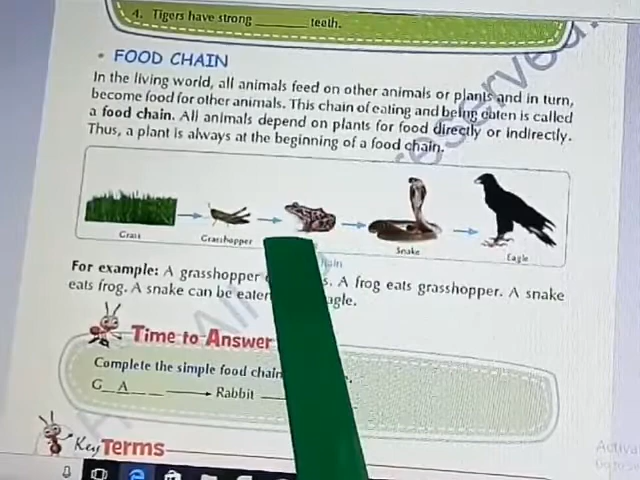 4. Tigers have strong ______ teeth.
• FOOD CHAIN
In the living world, all animals feed on other animals or plants and in turn,
become food for other animals. This chain of eating and being eaten is called
a food chain. All animals depend on plants for food directly or indirectly.
Thus, a plant is always at the beginning of a food chain.
Grass Grasshopper Snake Eagle
For example: A grasshopper A frog eats grasshopper. A snake
eats frog. A snake can be
Time to Answer
Complete the simple food chain
G__A__ __ → Rabbit
Key Terms